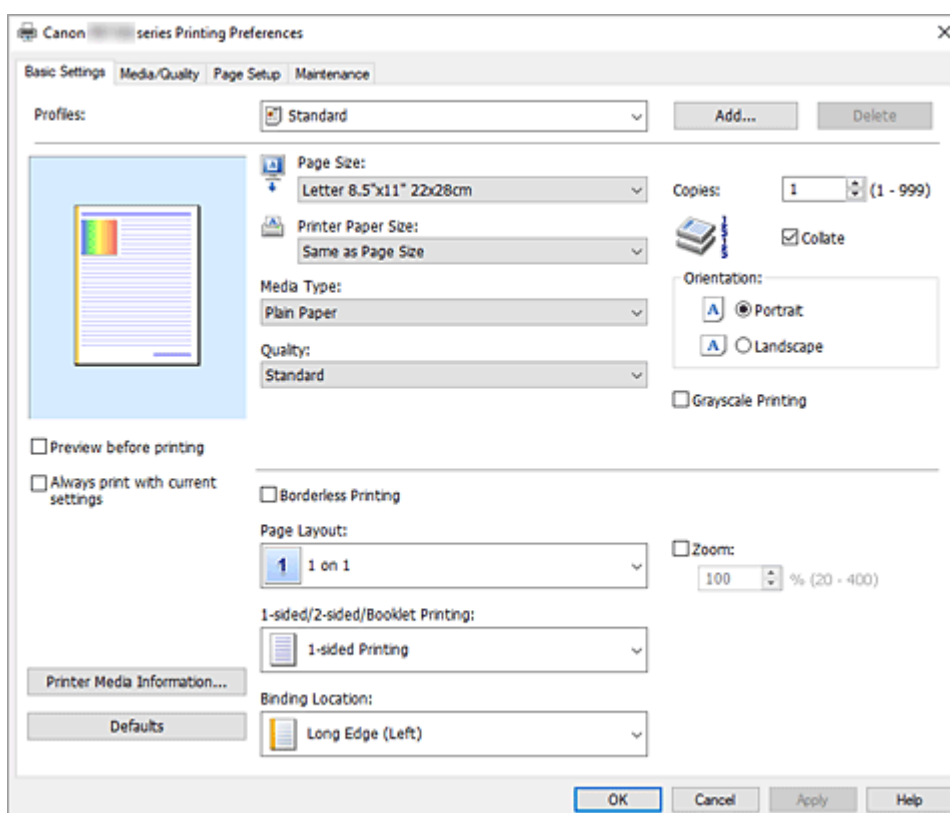 Canon series Printing Preferences
Basic Settings Media/Quality Page Setup Maintenance
Profiles:
Standard
Add... Delete
Page Size:
Letter 8.5"x11" 22x28cm
Copies: 1 (1 - 999)
Printer Paper Size:
Same as Page Size
Collate
Media Type:
Plain Paper
Orientation:
A Portrait
A Landscape
Quality:
Standard
Grayscale Printing
Preview before printing
Always print with current
settings
Borderless Printing
Page Layout:
1 1 on 1
Zoom:
100 % (20 - 400)
1-sided/2-sided/Booklet Printing:
1-sided Printing
Printer Media Information...
Defaults
Binding Location:
Long Edge (Left)
OK Cancel Apply Help